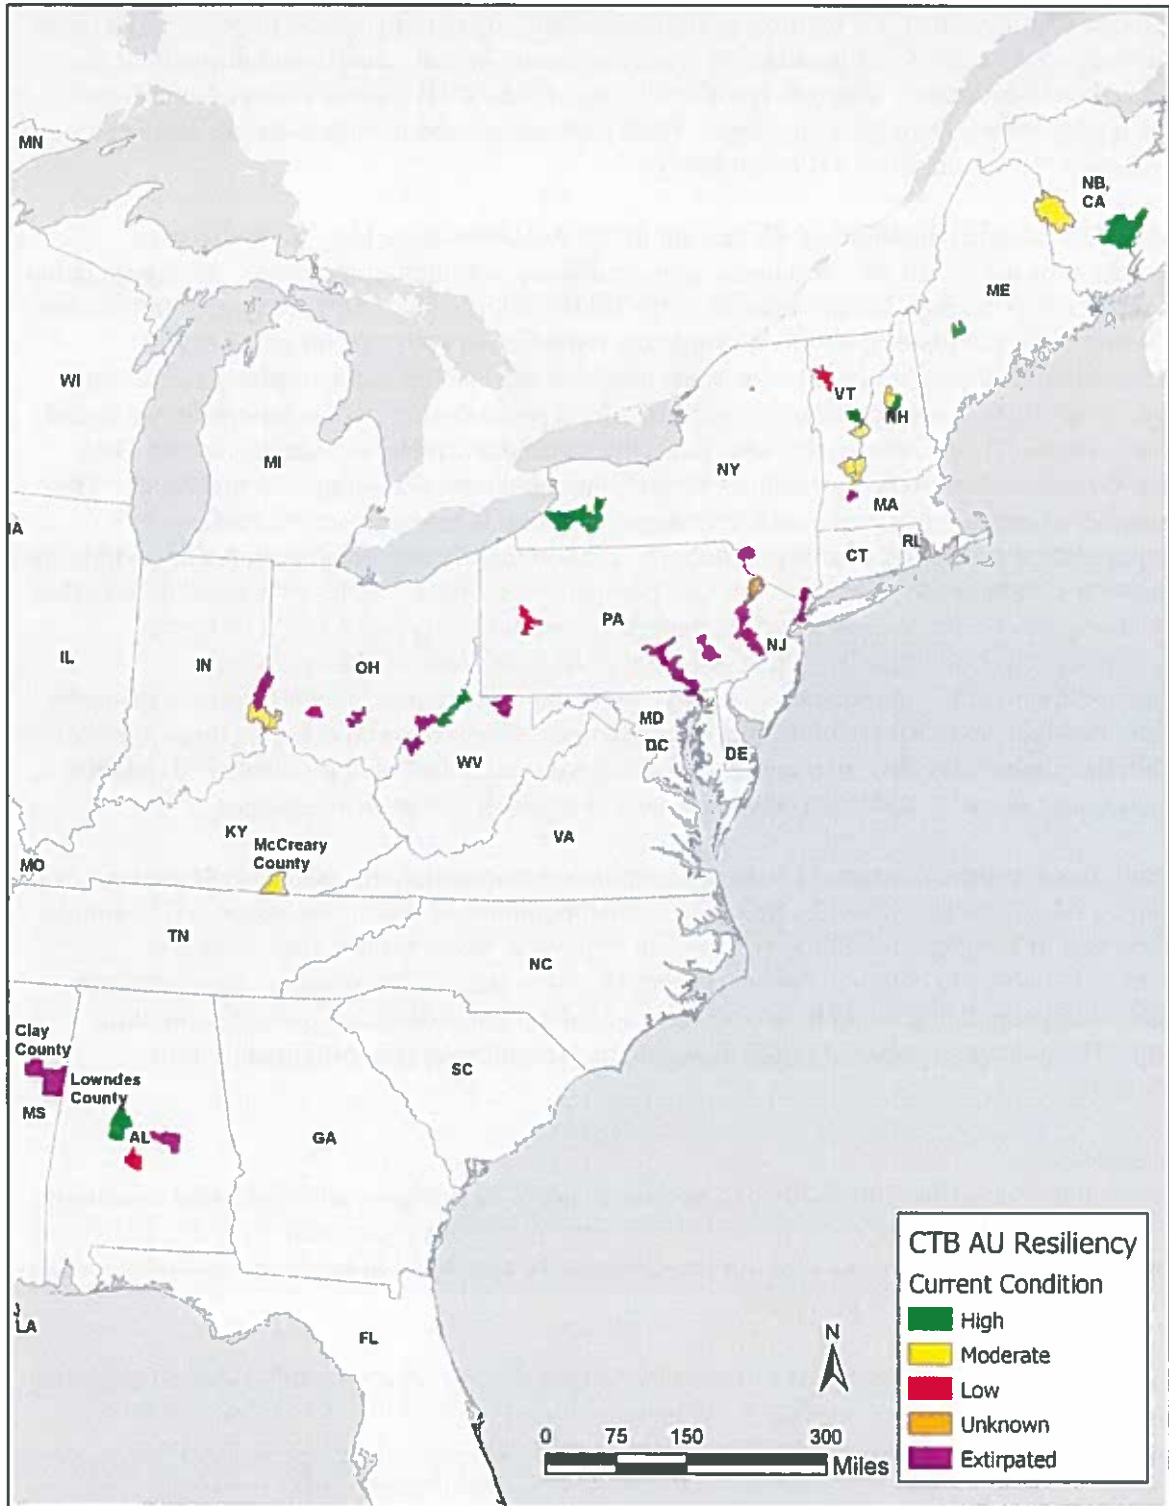 MN
NB,
CA
ME
WI
VT
NH
MI
NY
MA
IA
CT
RI
PA
IL
IN
OH
NJ
MD
DC
DE
WV
KY
McCreary
County
VA
MO
TN
NC
Clay
County
Lowndes
County
MS
AL
GA
SC
LA
FL
N
0 75 150 300
Miles
CTB AU Resiliency
Current Condition
High
Moderate
Low
Unknown
Extirpated